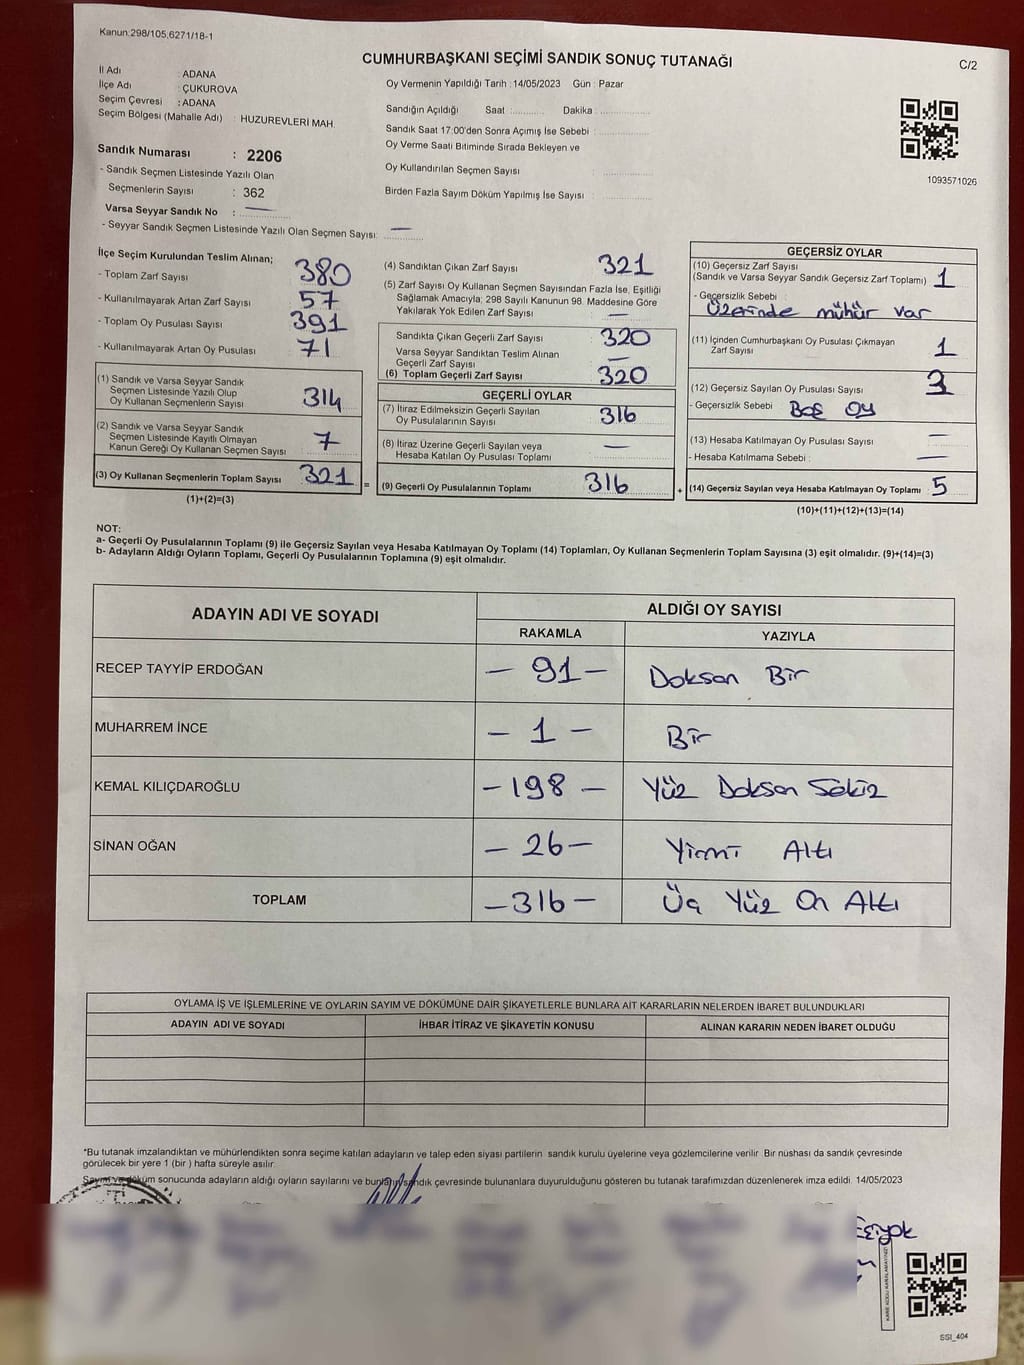 Kanun:298/105,6271/18-1
CUMHURBAŞKANI SEÇİMİ SANDIK SONUÇ TUTANAĞI
C/2
İl Adı : ADANA
İlçe Adı : ÇUKUROVA
Seçim Çevresi : ADANA
Seçim Bölgesi (Mahalle Adı) : HUZUREVLERİ MAH.
Sandık Numarası : 2206
- Sandık Seçmen Listesinde Yazılı Olan
Seçmenlerin Sayısı : 362
Varsa Seyyar Sandık No : —
- Seyyar Sandık Seçmen Listesinde Yazılı Olan Seçmen Sayısı: —
Oy Vermenin Yapıldığı Tarih : 14/05/2023 Gün : Pazar
Sandığın Açıldığı Saat :............ Dakika :................
Sandık Saat 17:00'den Sonra Açımış İse Sebebi :................
Oy Verme Saati Bitiminde Sırada Bekleyen ve
Oy Kullandırılan Seçmen Sayısı :................
Birden Fazla Sayım Döküm Yapılmış İse Sayısı :................
1093571026
İlçe Seçim Kurulundan Teslim Alınan;
- Toplam Zarf Sayısı 380
- Kullanılmayarak Artan Zarf Sayısı 57
- Toplam Oy Pusulası Sayısı 391
- Kullanılmayarak Artan Oy Pusulası 71
(1) Sandık ve Varsa Seyyar Sandık
Seçmen Listesinde Yazılı Olup
Oy Kullanan Seçmenlerin Sayısı 314
(2) Sandık ve Varsa Seyyar Sandık
Seçmen Listesinde Kayıtlı Olmayan
Kanun Gereği Oy Kullanan Seçmen Sayısı 7
(3) Oy Kullanan Seçmenlerin Toplam Sayısı 321 =
(1)+(2)=(3)
(4) Sandıktan Çıkan Zarf Sayısı 321
(5) Zarf Sayısı Oy Kullanan Seçmen Sayısından Fazla İse, Eşitliği
Sağlamak Amacıyla; 298 Sayılı Kanunun 98. Maddesine Göre
Yakılarak Yok Edilen Zarf Sayısı —
Sandıkta Çıkan Geçerli Zarf Sayısı 320
Varsa Seyyar Sandıktan Teslim Alınan
Geçerli Zarf Sayısı —
(6) Toplam Geçerli Zarf Sayısı 320
GEÇERLİ OYLAR
(7) İtiraz Edilmeksizin Geçerli Sayılan
Oy Pusulalarının Sayısı 316
(8) İtiraz Üzerine Geçerli Sayılan veya
Hesaba Katılan Oy Pusulası Toplamı —
(9) Geçerli Oy Pusulalarının Toplamı 316 +
GEÇERSİZ OYLAR
(10) Geçersiz Zarf Sayısı
(Sandık ve Varsa Seyyar Sandık Geçersiz Zarf Toplamı) 1
- Geçersizlik Sebebi :
Üzerinde mühür var
(11) İçinden Cumhurbaşkanı Oy Pusulası Çıkmayan
Zarf Sayısı 1
(12) Geçersiz Sayılan Oy Pusulası Sayısı 3
- Geçersizlik Sebebi Boş oy
(13) Hesaba Katılmayan Oy Pusulası Sayısı —
- Hesaba Katılmama Sebebi : —
(14) Geçersiz Sayılan veya Hesaba Katılmayan Oy Toplamı 5
(10)+(11)+(12)+(13)=(14)
NOT:
a- Geçerli Oy Pusulalarının Toplamı (9) ile Geçersiz Sayılan veya Hesaba Katılmayan Oy Toplamı (14) Toplamları, Oy Kullanan Seçmenlerin Toplam Sayısına (3) eşit olmalıdır. (9)+(14)=(3)
b- Adayların Aldığı Oyların Toplamı, Geçerli Oy Pusulalarının Toplamına (9) eşit olmalıdır.
ADAYIN ADI VE SOYADI ALDIĞI OY SAYISI
RAKAMLA YAZIYLA
RECEP TAYYİP ERDOĞAN – 91 – Doksan Bir
MUHARREM İNCE – 1 – Bir
KEMAL KILIÇDAROĞLU – 198 – Yüz Doksan Sekiz
SİNAN OĞAN – 26 – Yirmi Altı
TOPLAM – 316 – Üç Yüz On Altı
OYLAMA İŞ VE İŞLEMLERİNE VE OYLARIN SAYIM VE DÖKÜMÜNE DAİR ŞİKAYETLERLE BUNLARA AİT KARARLARIN NELERDEN İBARET BULUNDUKLARI
ADAYIN ADI VE SOYADI İHBAR İTİRAZ VE ŞİKAYETİN KONUSU ALINAN KARARIN NEDEN İBARET OLDUĞU
*Bu tutanak imzalandıktan ve mühürlendikten sonra seçime katılan adayların ve talep eden siyasi partilerin sandık kurulu üyelerine veya gözlemcilerine verilir. Bir nüshası da sandık çevresinde
görülecek bir yere 1 (bir ) hafta süreyle asılır.
Sayım ve döküm sonucunda adayların aldığı oyların sayılarını ve bunların sandık çevresinde bulunanlara duyurulduğunu gösteren bu tutanak tarafımızdan düzenlenerek imza edildi. 14/05/2023
SSİ_404